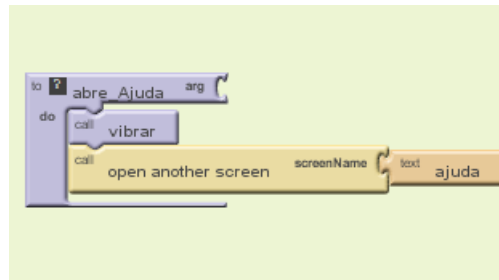 to ? abre_Ajuda arg
do
call vibrar
call open another screen screenName text ajuda